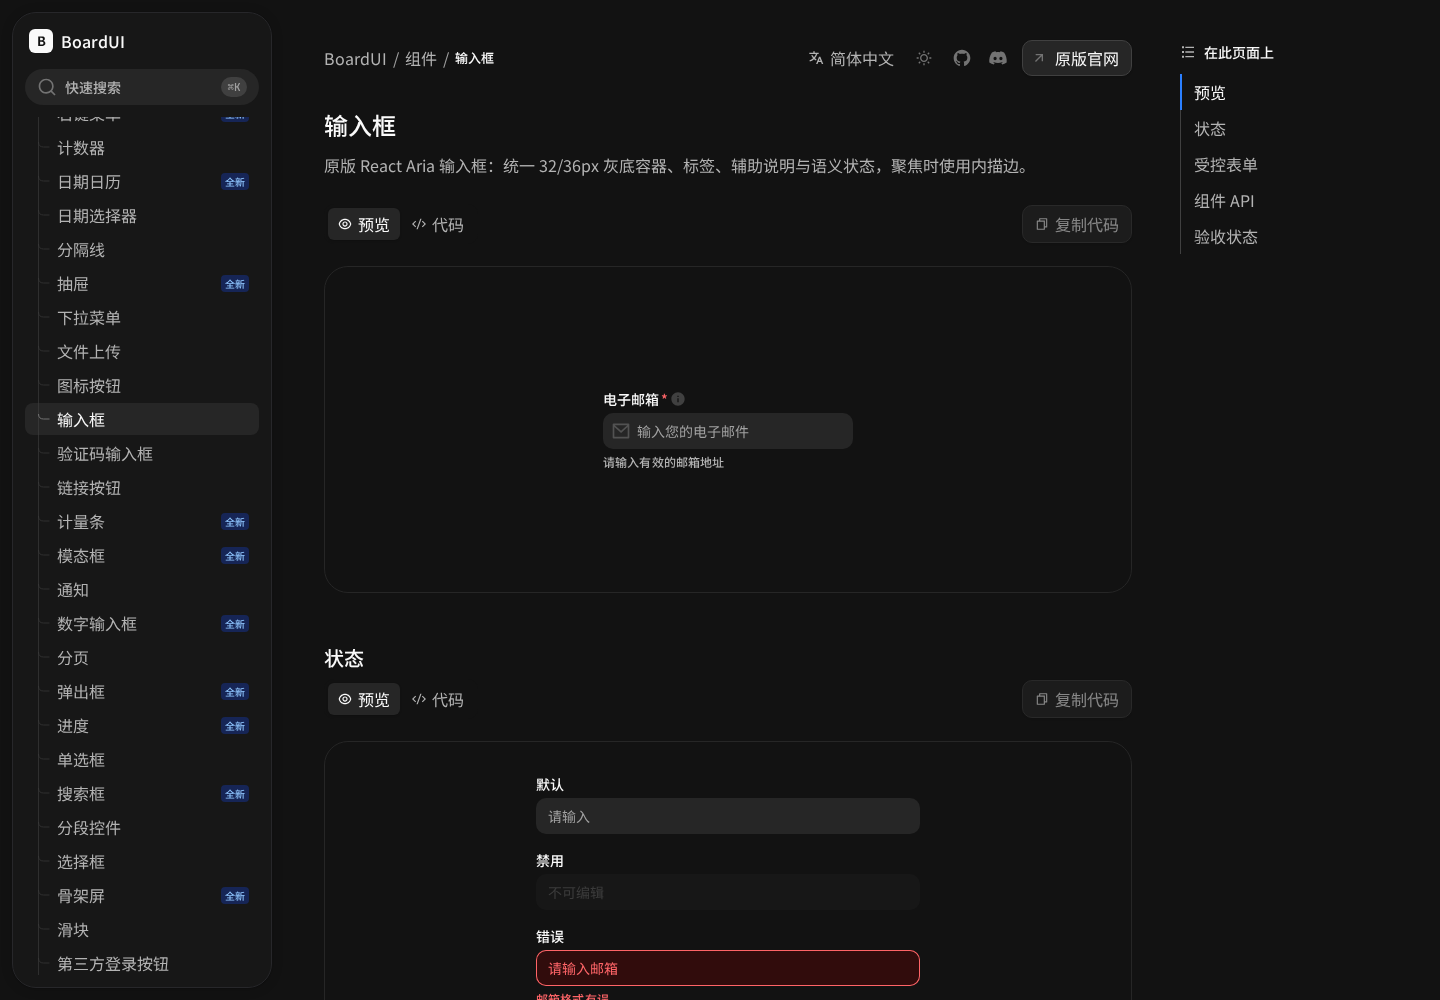 B BoardUI
快速搜索 ⌘K
计数器
日期日历 全新
日期选择器
分隔线
抽屉 全新
下拉菜单
文件上传
图标按钮
输入框
验证码输入框
链接按钮
计量条 全新
模态框 全新
通知
数字输入框 全新
分页
弹出框 全新
进度 全新
单选框
搜索框 全新
分段控件
选择框
骨架屏 全新
滑块
第三方登录按钮
BoardUI / 组件 / 输入框
简体中文
原版官网
输入框
原版 React Aria 输入框：统一 32/36px 灰底容器、标签、辅助说明与语义状态，聚焦时使用内描边。
预览 代码 复制代码
电子邮箱 *
输入您的电子邮件
请输入有效的邮箱地址
状态
预览 代码 复制代码
默认
请输入
禁用
不可编辑
错误
请输入邮箱
邮箱格式有误
在此页面上
预览
状态
受控表单
组件 API
验收状态